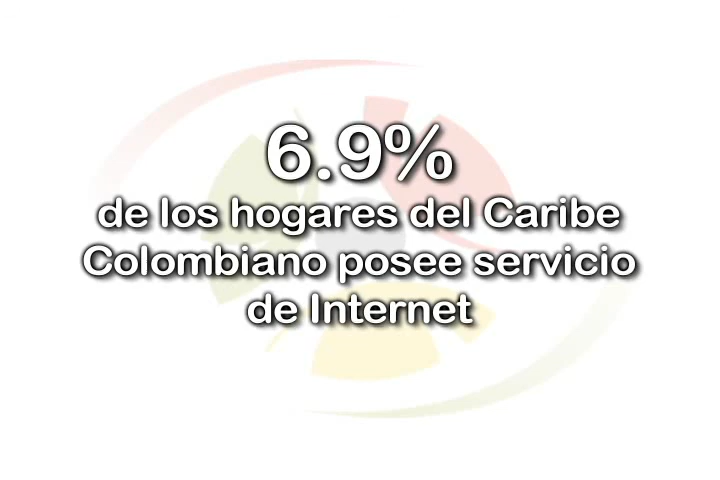 6.9%
de los hogares del Caribe
Colombiano posee servicio
de Internet